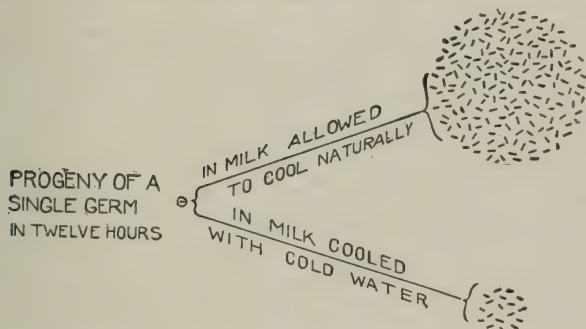 PROGENY OF A
SINGLE GERM
IN TWELVE HOURS
IN MILK ALLOWED
TO COOL NATURALLY
IN MILK COOLED
WITH COLD WATER